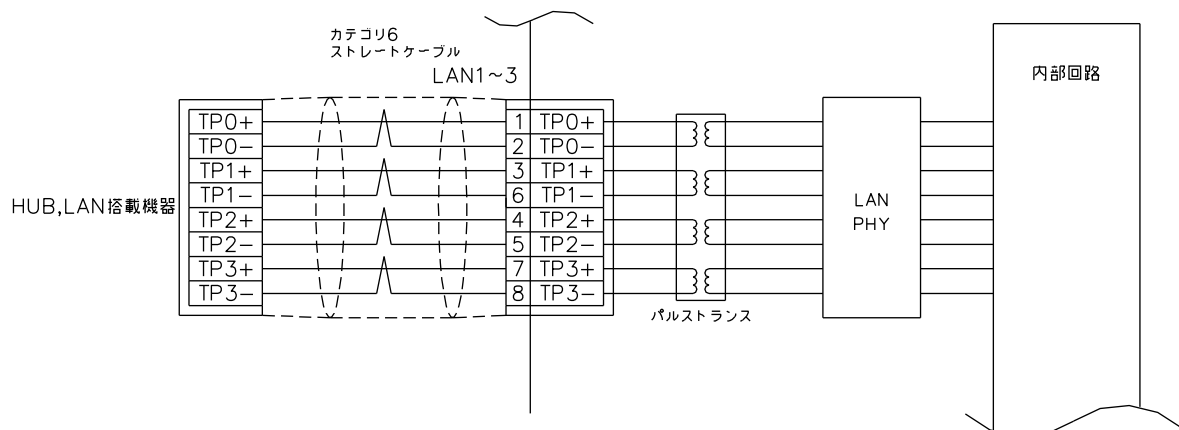 カテゴリ6
ストレートケーブル
LAN1~3
内部回路
HUB,LAN搭載機器
TP0+ 1 TP0+
TP0- 2 TP0-
TP1+ 3 TP1+
TP1- 6 TP1-
TP2+ 4 TP2+
TP2- 5 TP2-
TP3+ 7 TP3+
TP3- 8 TP3-
パルストランス
LAN
PHY